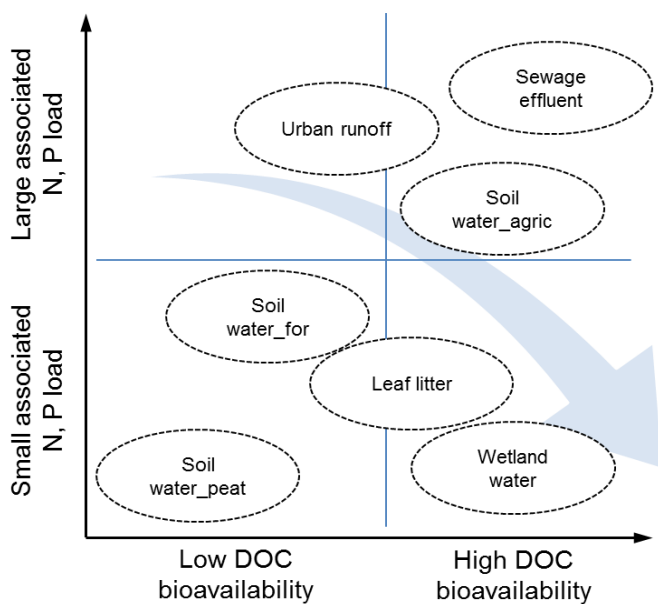 Large associated
N, P load
Small associated
N, P load
Sewage
effluent
Urban runoff
Soil
water_agric
Soil
water_for
Leaf litter
Soil
water_peat
Wetland
water
Low DOC
bioavailability
High DOC
bioavailability